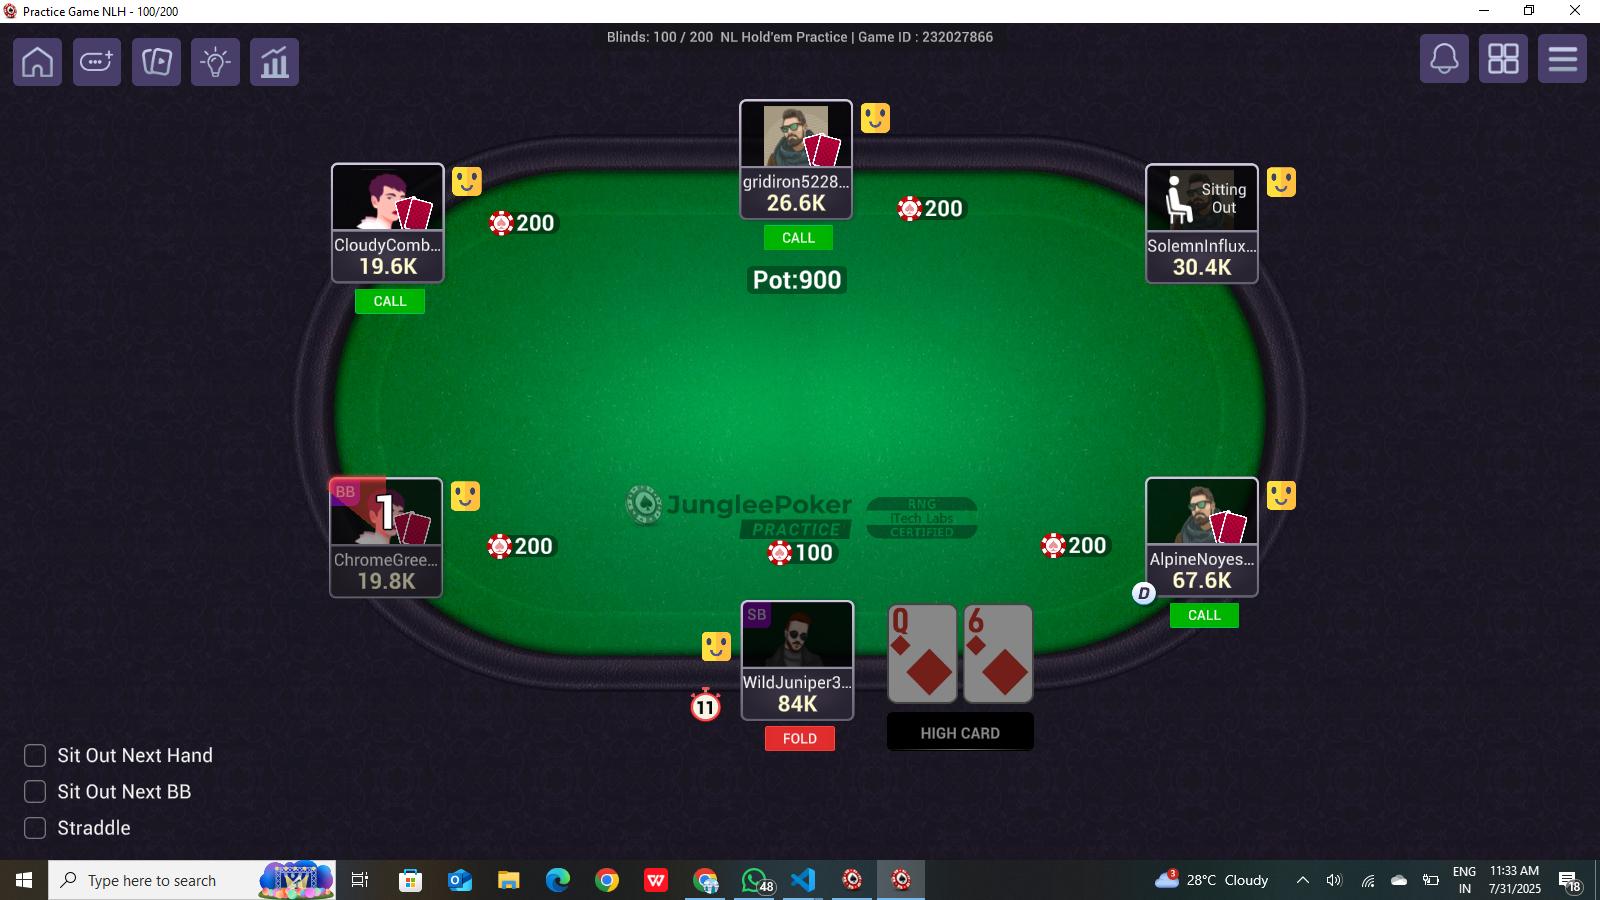 Practice Game NLH - 100/200
Blinds: 100 / 200 NL Hold'em Practice | Game ID : 232027866
gridiron5228...
26.6K
CALL
200
CloudyComb...
19.6K
CALL
200
Sitting
Out
SolemnInflux...
30.4K
Pot:900
BB
1
ChromeGree...
19.8K
200
JungleePoker
PRACTICE
RNG
iTech Labs
CERTIFIED
100
200
AlpineNoyes...
67.6K
D
CALL
SB
WildJuniper3...
84K
11
FOLD
Q
6
HIGH CARD
Sit Out Next Hand
Sit Out Next BB
Straddle
Type here to search
48
3
28°C Cloudy
ENG
IN
11:33 AM
7/31/2025
18